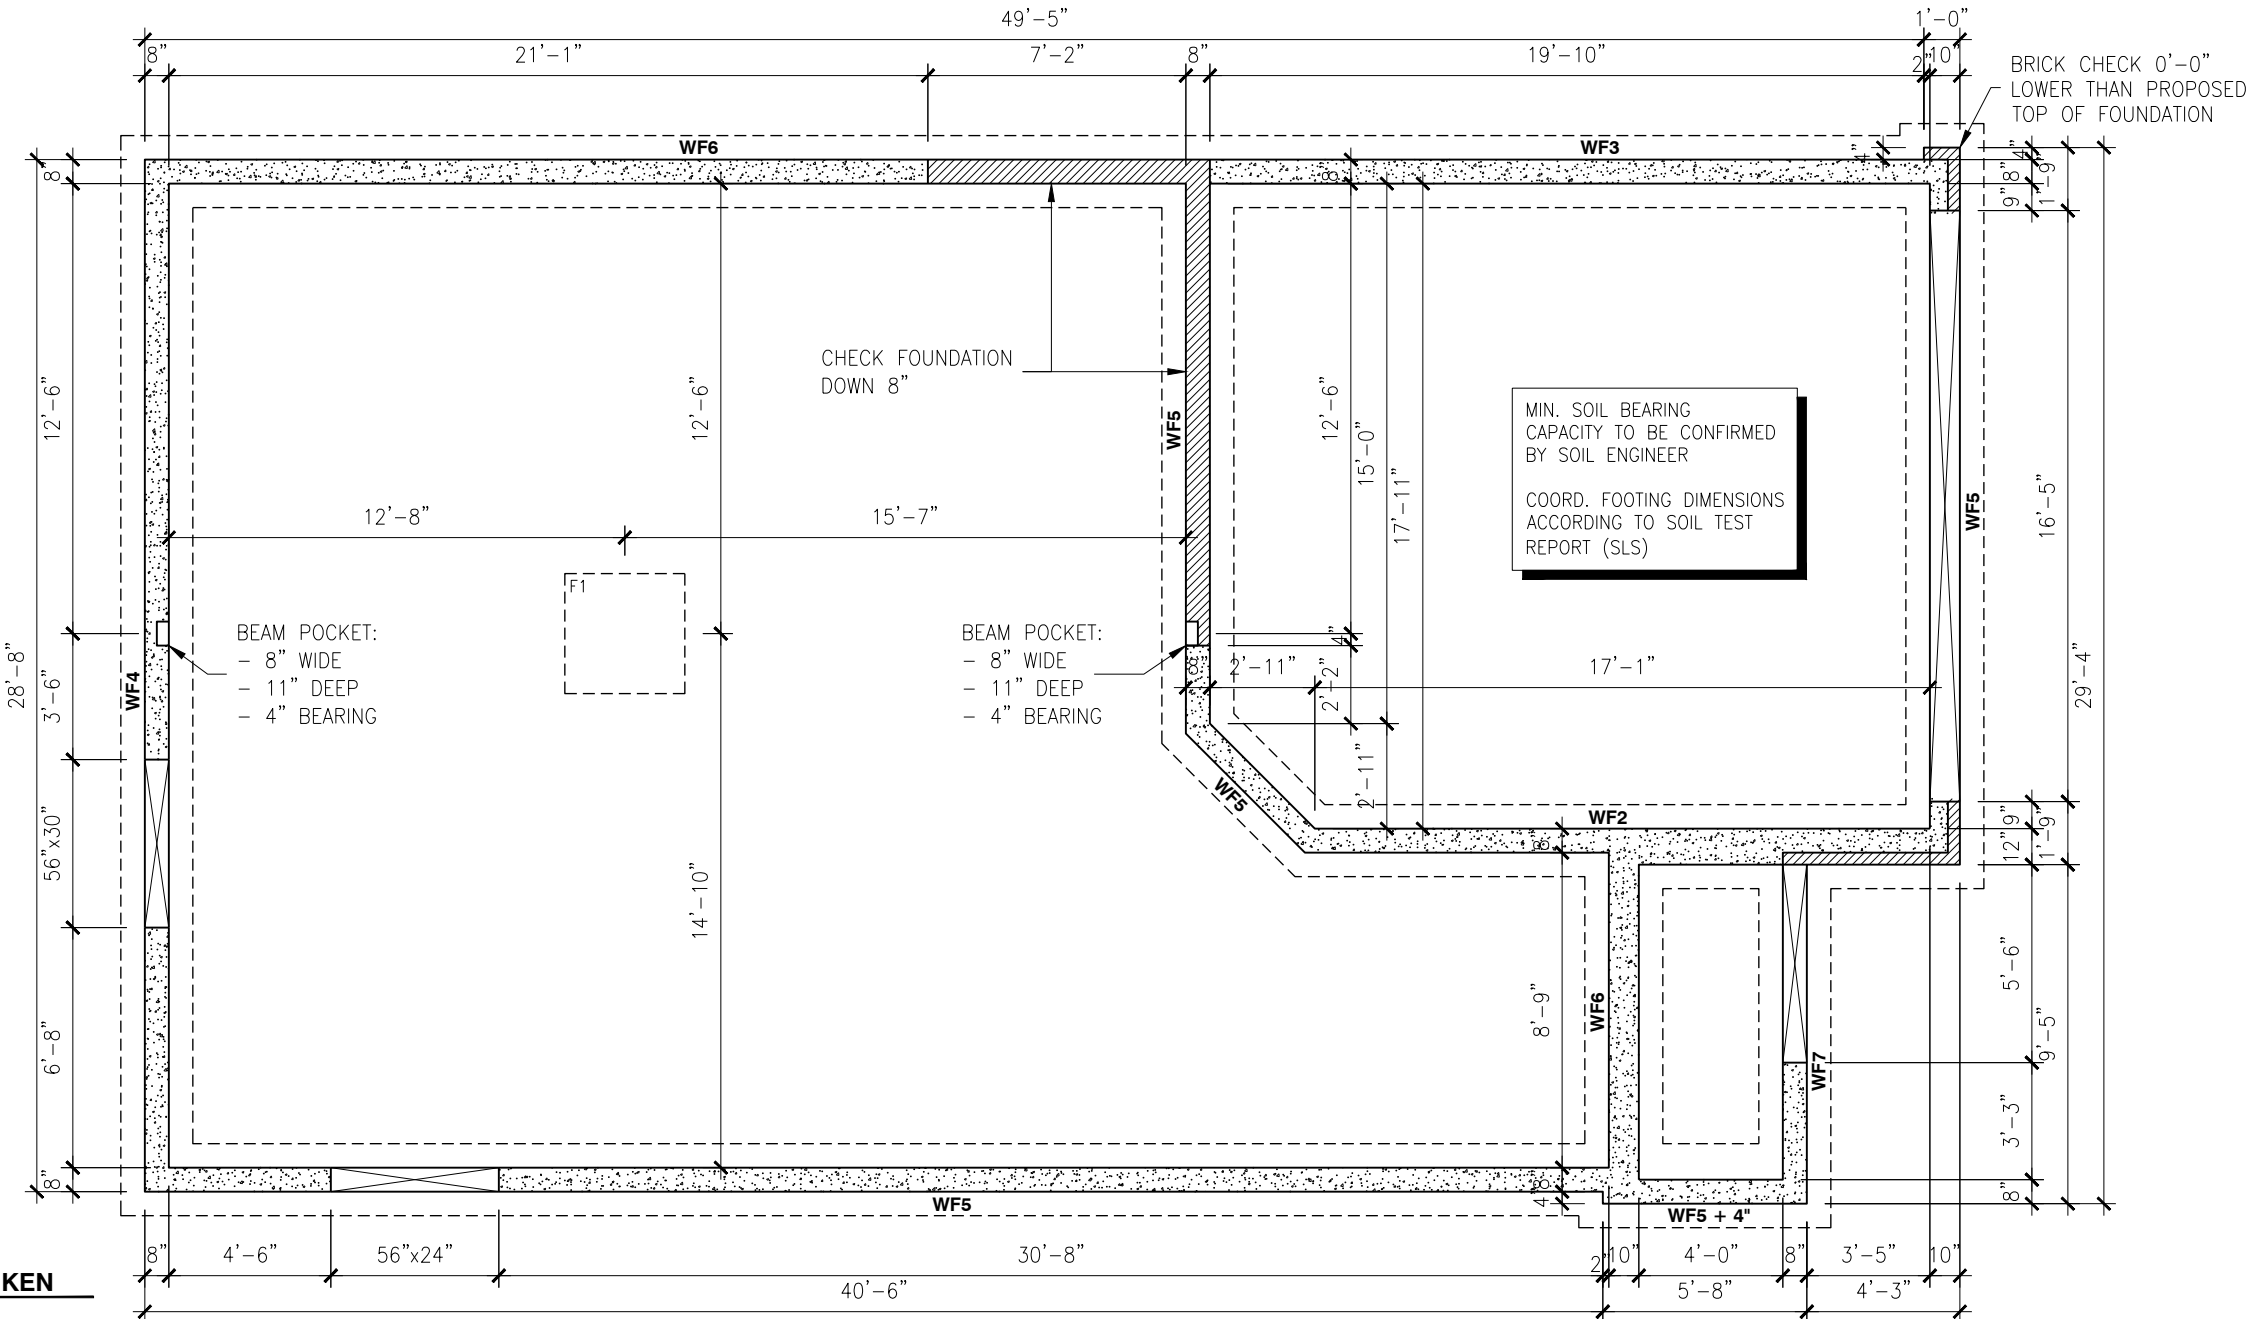 49'-5"
1'-0"
8"
21'-1"
7'-2"
8"
19'-10"
2"
10"
BRICK CHECK 0'-0"
LOWER THAN PROPOSED
TOP OF FOUNDATION
WF6
WF3
4"
8"
8"
4"
8"
9"
1'-9"
12'-6"
12'-6"
12'-6"
15'-0"
17'-11"
CHECK FOUNDATION
DOWN 8"
WF5
MIN. SOIL BEARING
CAPACITY TO BE CONFIRMED
BY SOIL ENGINEER
COORD. FOOTING DIMENSIONS
ACCORDING TO SOIL TEST
REPORT (SLS)
WF5
16'-5"
12'-8"
15'-7"
F1
BEAM POCKET:
- 8" WIDE
- 11" DEEP
- 4" BEARING
BEAM POCKET:
- 8" WIDE
- 11" DEEP
- 4" BEARING
28'-8"
3'-6"
WF4
4"
8"
2'-11"
2'-2"
17'-1"
29'-4"
2'-11"
WF5
WF2
56"x30"
8"
9"
12"
1'-9"
14'-10"
8'-9"
WF6
5'-6"
9'-5"
WF7
6'-8"
3'-3"
8"
8"
4"
8"
WF5
WF5 + 4"
8"
4'-6"
56"x24"
30'-8"
2"
10"
4'-0"
8"
3'-5"
10"
KEN
40'-6"
5'-8"
4'-3"